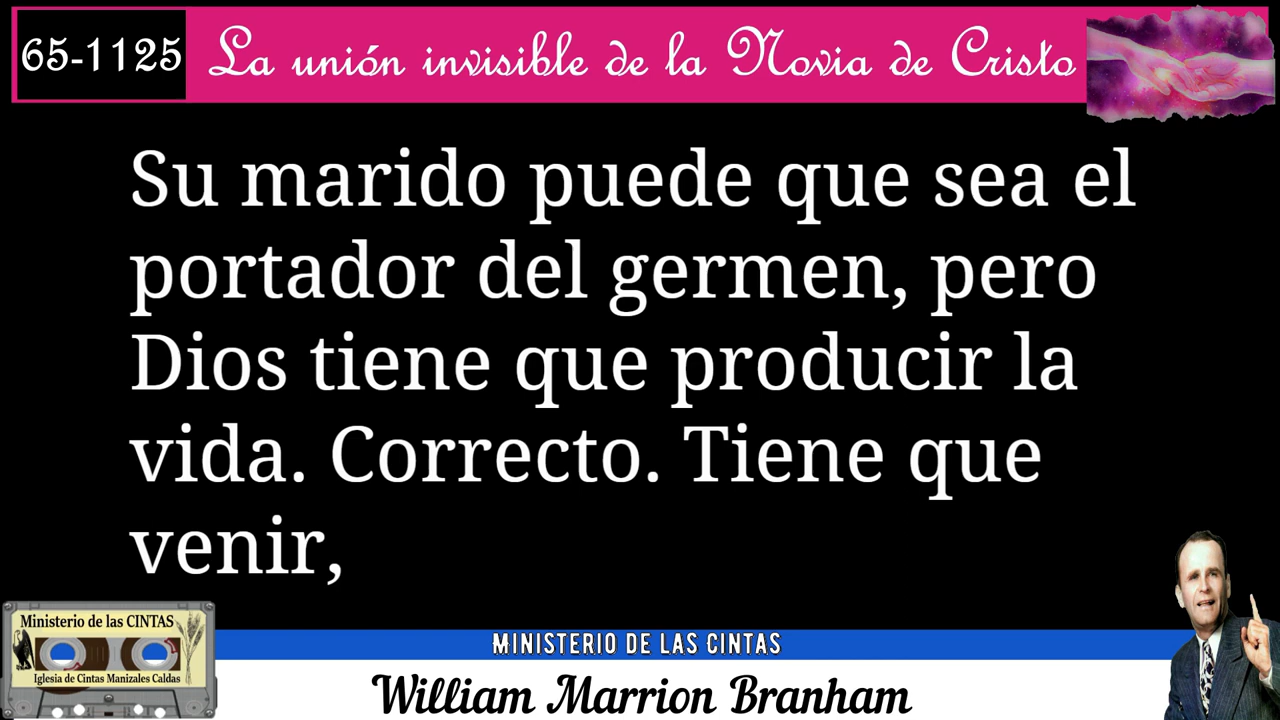 65-1125
La unión invisible de la Novia de Cristo
Su marido puede que sea el
portador del germen, pero
Dios tiene que producir la
vida. Correcto. Tiene que
venir,
Ministerio de las CINTAS
Iglesia de Cintas Manizales Caldas
MINISTERIO DE LAS CINTAS
William Marrion Branham